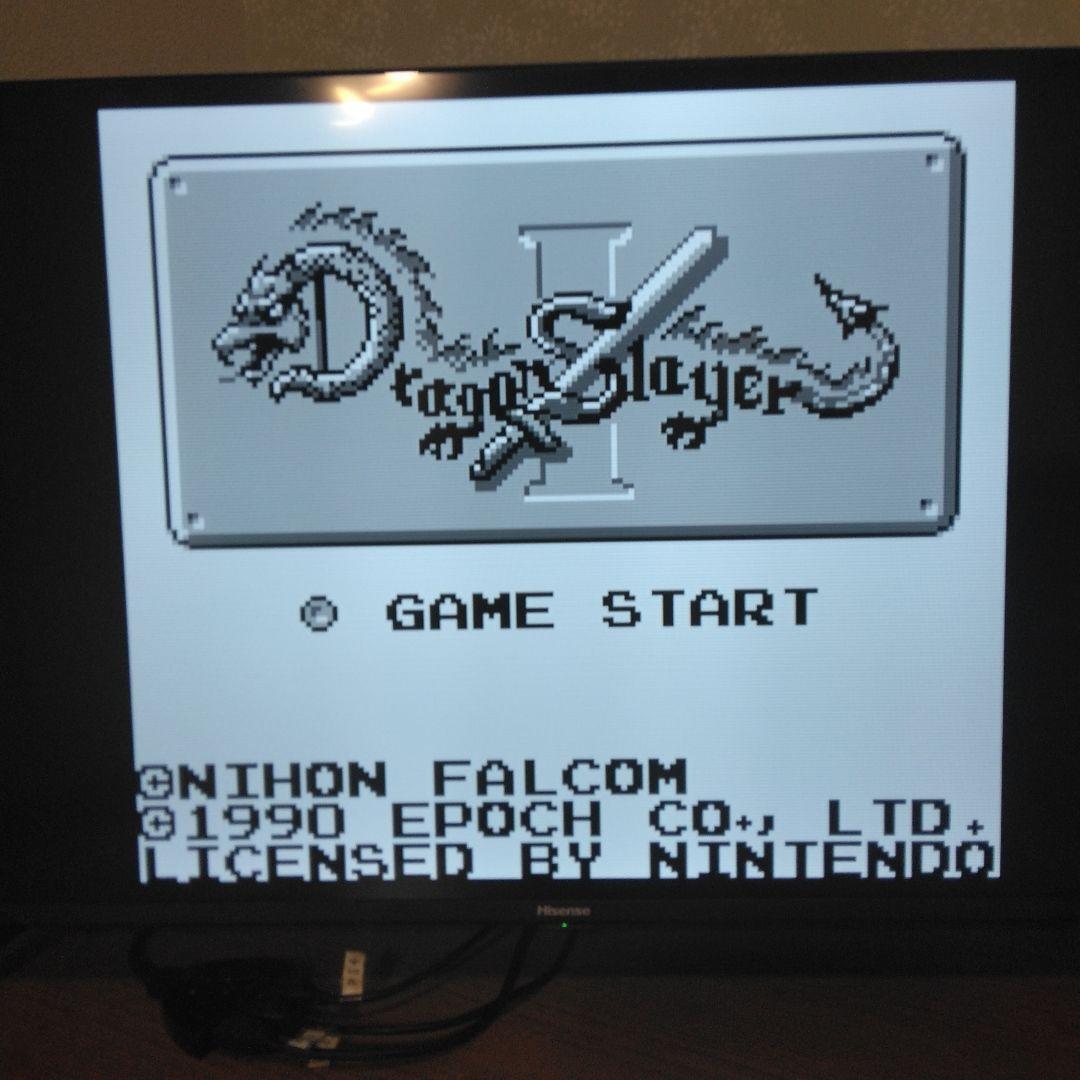 I
Dragon Slayer
GAME START
©NIHON FALCOM
©1990 EPOCH CO., LTD.
LICENSED BY NINTENDO
Hisense